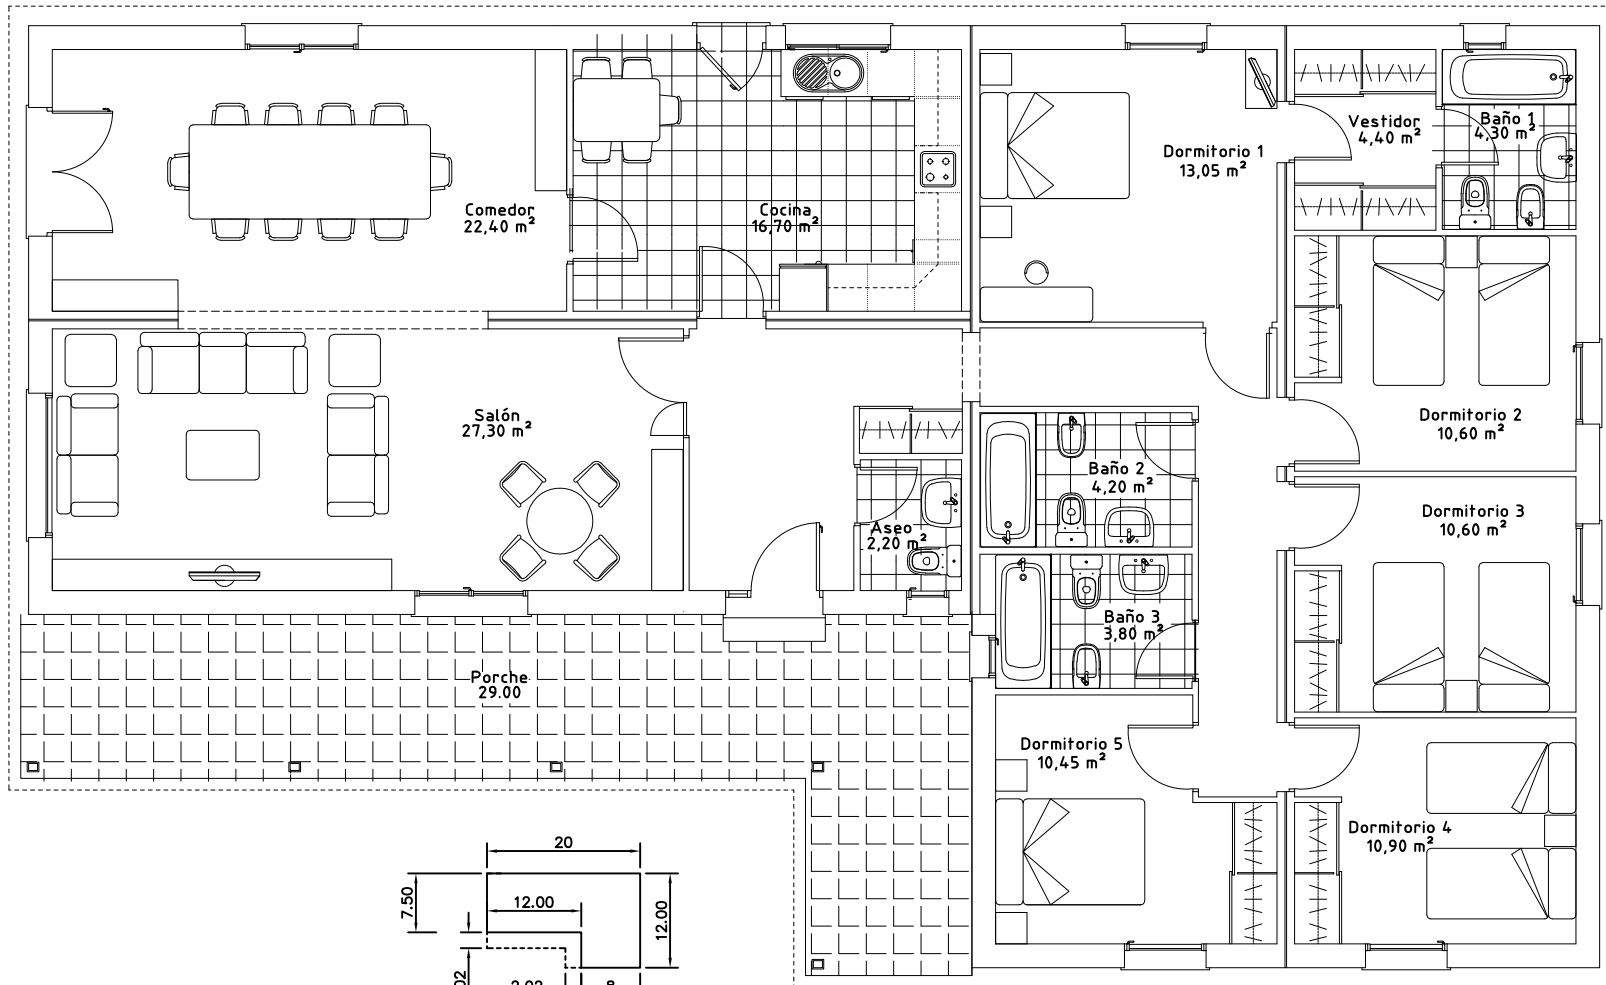 Comedor
22,40 m²
Cocina
16,70 m²
Dormitorio 1
13,05 m²
Vestidor
4,40 m²
Baño 1
4,30 m²
Salón
27,30 m²
Aseo
2,20 m²
Baño 2
4,20 m²
Dormitorio 2
10,60 m²
Dormitorio 3
10,60 m²
Baño 3
3,80 m²
Porche
29.00
Dormitorio 5
10,45 m²
Dormitorio 4
10,90 m²
20
7.50
12.00
12.00
8